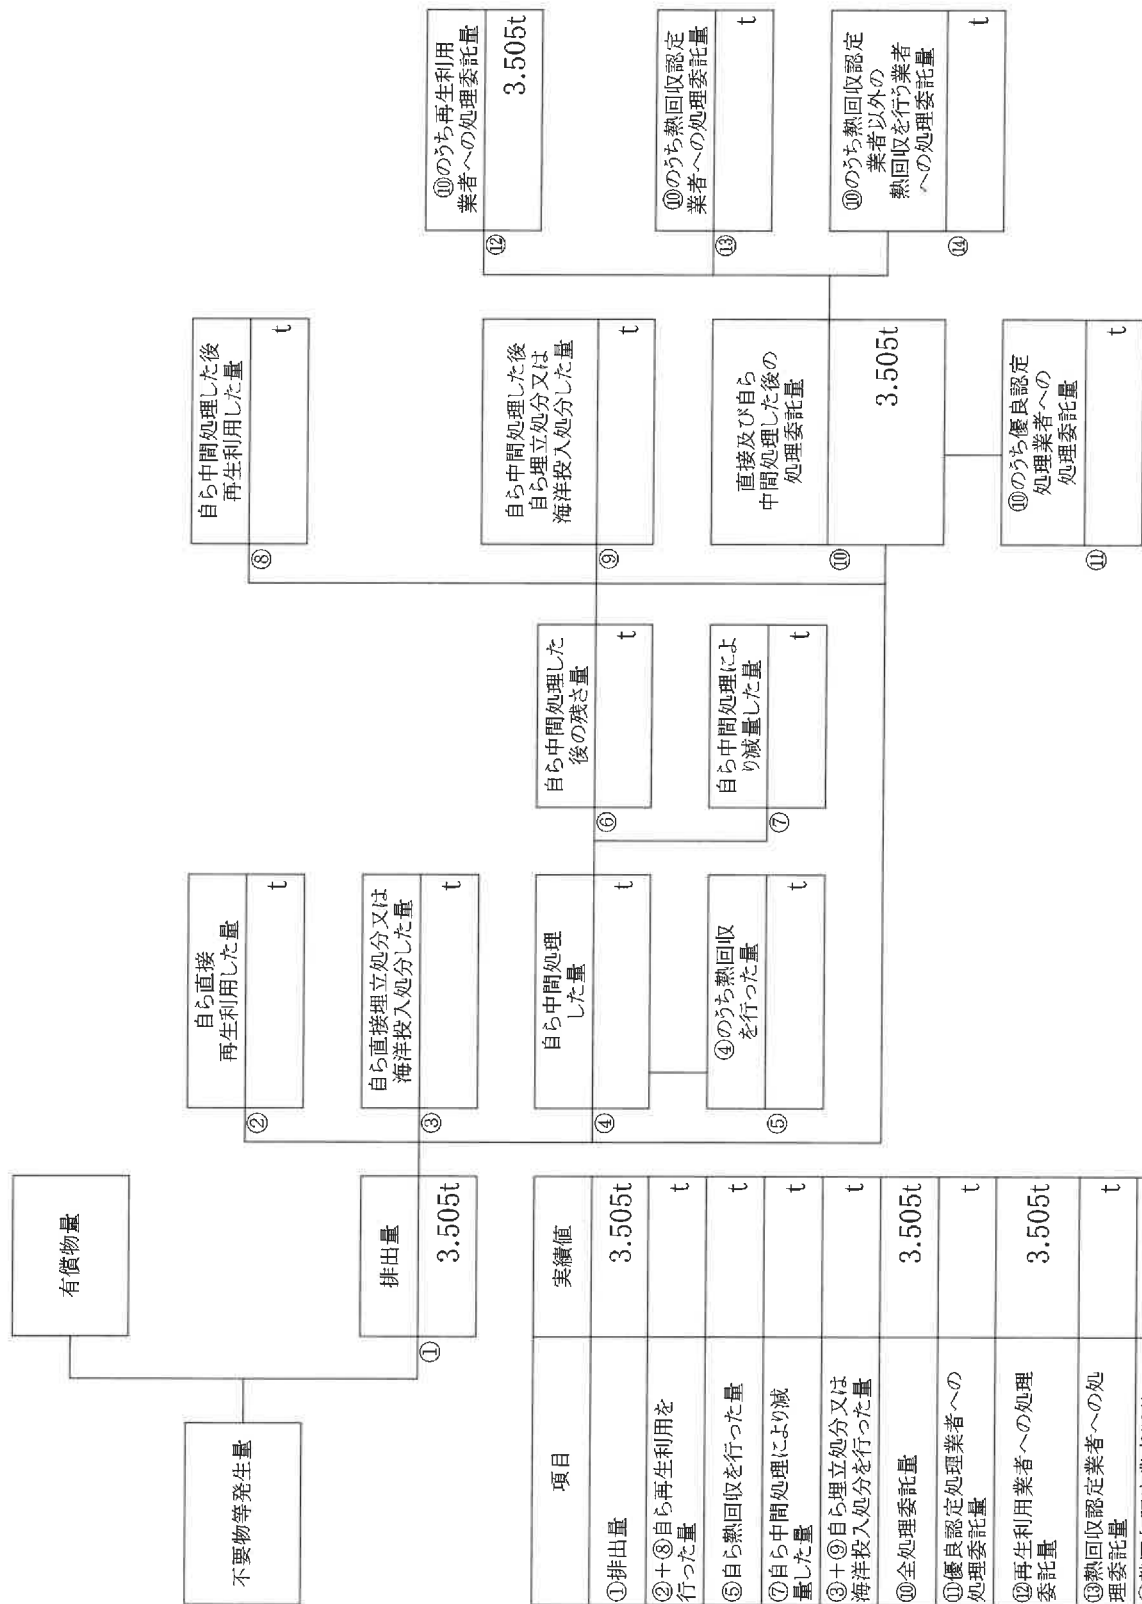 不要物等発生量
有償物量
排出量
①
3.505t
自ら直接
再生利用した量
②
t
自ら直接埋立処分又は
海洋投入処分した量
③
t
自ら中間処理
した量
④
t
④のうち熱回収
を行った量
⑤
t
自ら中間処理した
後の残さ量
⑥
t
自ら中間処理によ
り減量した量
⑦
t
自ら中間処理した後
再生利用した量
⑧
t
自ら中間処理した後
自ら埋立処分又は
海洋投入処分した量
⑨
t
直接及び自ら
中間処理した後の
処理委託量
⑩
3.505t
⑩のうち優良認定
処理業者への
処理委託量
⑪
t
⑩のうち再生利用
業者への処理委託量
⑫
3.505t
⑩のうち熱回収認定
業者への処理委託量
⑬
t
⑩のうち熱回収認定
業者以外の
熱回収を行う業者
への処理委託量
⑭
t
項目 実績値
①排出量 3.505t
②+⑧自ら再生利用を
行った量 t
⑤自ら熱回収を行った量 t
⑦自ら中間処理により減
量した量 t
③+⑨自ら埋立処分又は
海洋投入処分を行った量 t
⑩全処理委託量 3.505t
⑪優良認定処理業者への
処理委託量 t
⑫再生利用業者への処理
委託量 3.505t
⑬熱回収認定業者への処
理委託量 t